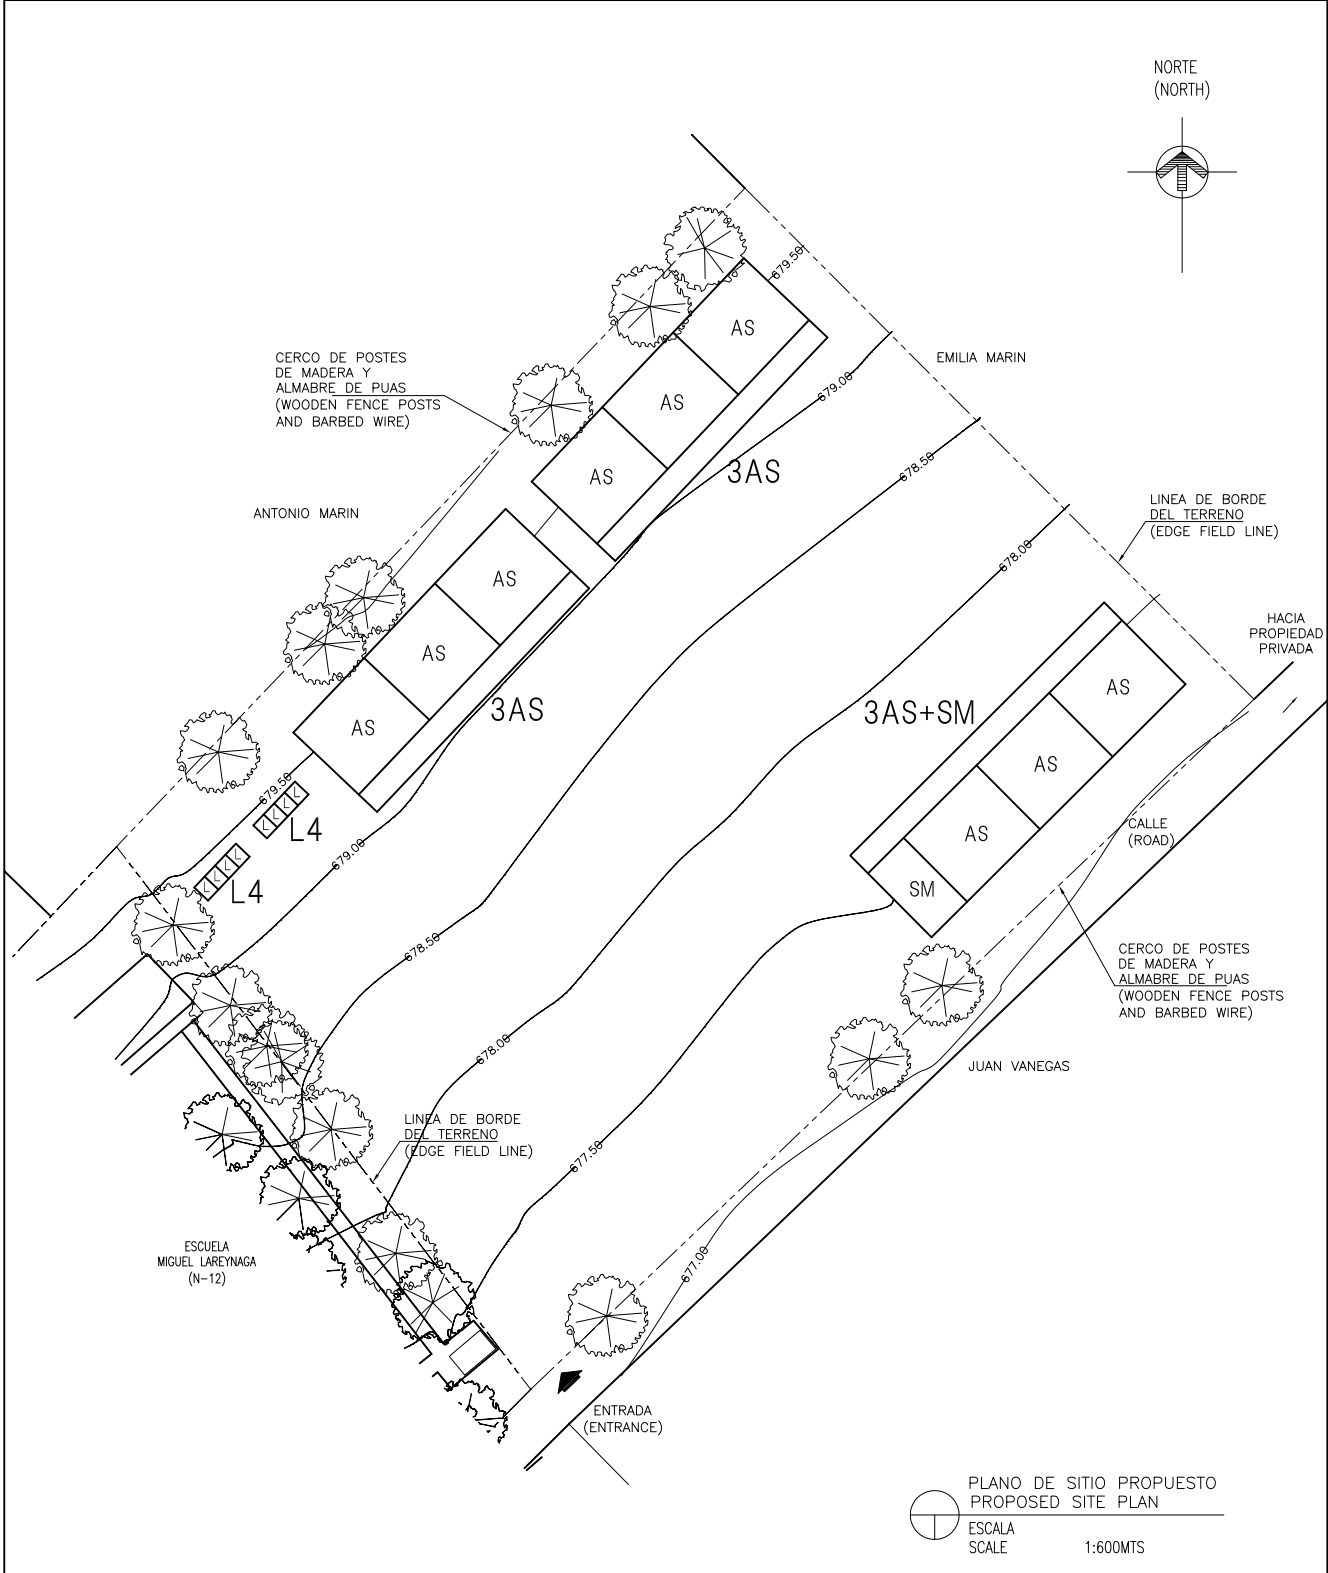 NORTE
(NORTH)
679.50
AS
EMILIA MARIN
CERCO DE POSTES
DE MADERA Y
ALMABRE DE PUAS
(WOODEN FENCE POSTS
AND BARBED WIRE)
679.00
AS
3AS
678.50
AS
LINEA DE BORDE
DEL TERRENO
(EDGE FIELD LINE)
ANTONIO MARIN
678.00
AS
HACIA
PROPIEDAD
PRIVADA
AS
AS
3AS
3AS+SM
AS
AS
AS
SM
679.50
L L L L
L4
679.00
L L L L
L4
CALLE
(ROAD)
678.50
CERCO DE POSTES
DE MADERA Y
ALMABRE DE PUAS
(WOODEN FENCE POSTS
AND BARBED WIRE)
678.00
JUAN VANEGAS
LINEA DE BORDE
DEL TERRENO
(EDGE FIELD LINE)
677.50
ESCUELA
MIGUEL LAREYNAGA
(N-12)
677.00
ENTRADA
(ENTRANCE)
PLANO DE SITIO PROPUESTO
PROPOSED SITE PLAN
ESCALA
SCALE 1:600MTS